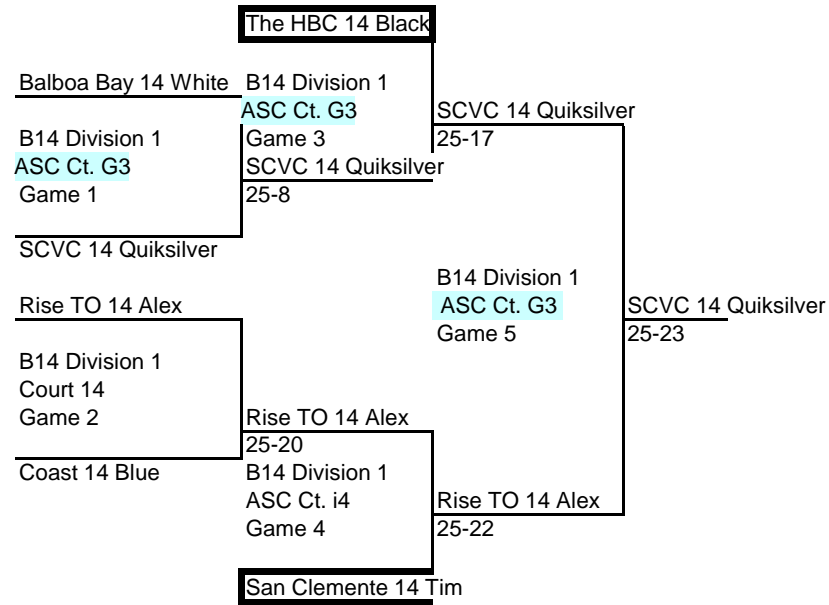 The HBC 14 Black
Balboa Bay 14 White
B14 Division 1
ASC Ct. G3
Game 3
SCVC 14 Quiksilver
25-17
B14 Division 1
ASC Ct. G3
Game 1
SCVC 14 Quiksilver
25-8
SCVC 14 Quiksilver
B14 Division 1
ASC Ct. G3
Game 5
SCVC 14 Quiksilver
25-23
Rise TO 14 Alex
B14 Division 1
Court 14
Game 2
Rise TO 14 Alex
25-20
Coast 14 Blue
B14 Division 1
ASC Ct. i4
Game 4
Rise TO 14 Alex
25-22
San Clemente 14 Tim